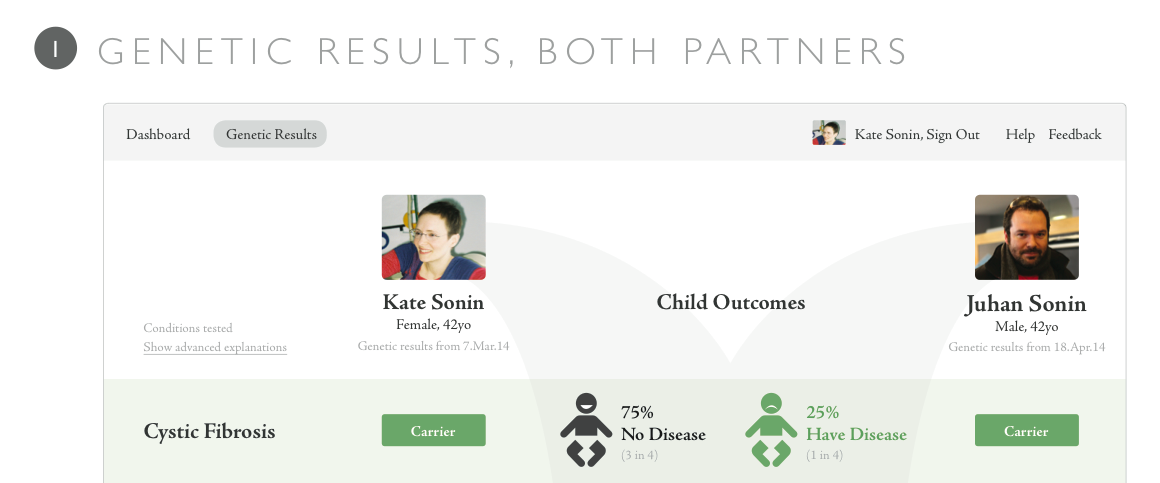 1 GENETIC RESULTS, BOTH PARTNERS
Dashboard Genetic Results Kate Sonin, Sign Out Help Feedback
Kate Sonin Child Outcomes Juhan Sonin
Female, 42yo Male, 42yo
Conditions tested
Show advanced explanations Genetic results from 7.Mar.14 Genetic results from 18.Apr.14
Cystic Fibrosis Carrier 75% 25% Carrier
No Disease Have Disease
(3 in 4) (1 in 4)